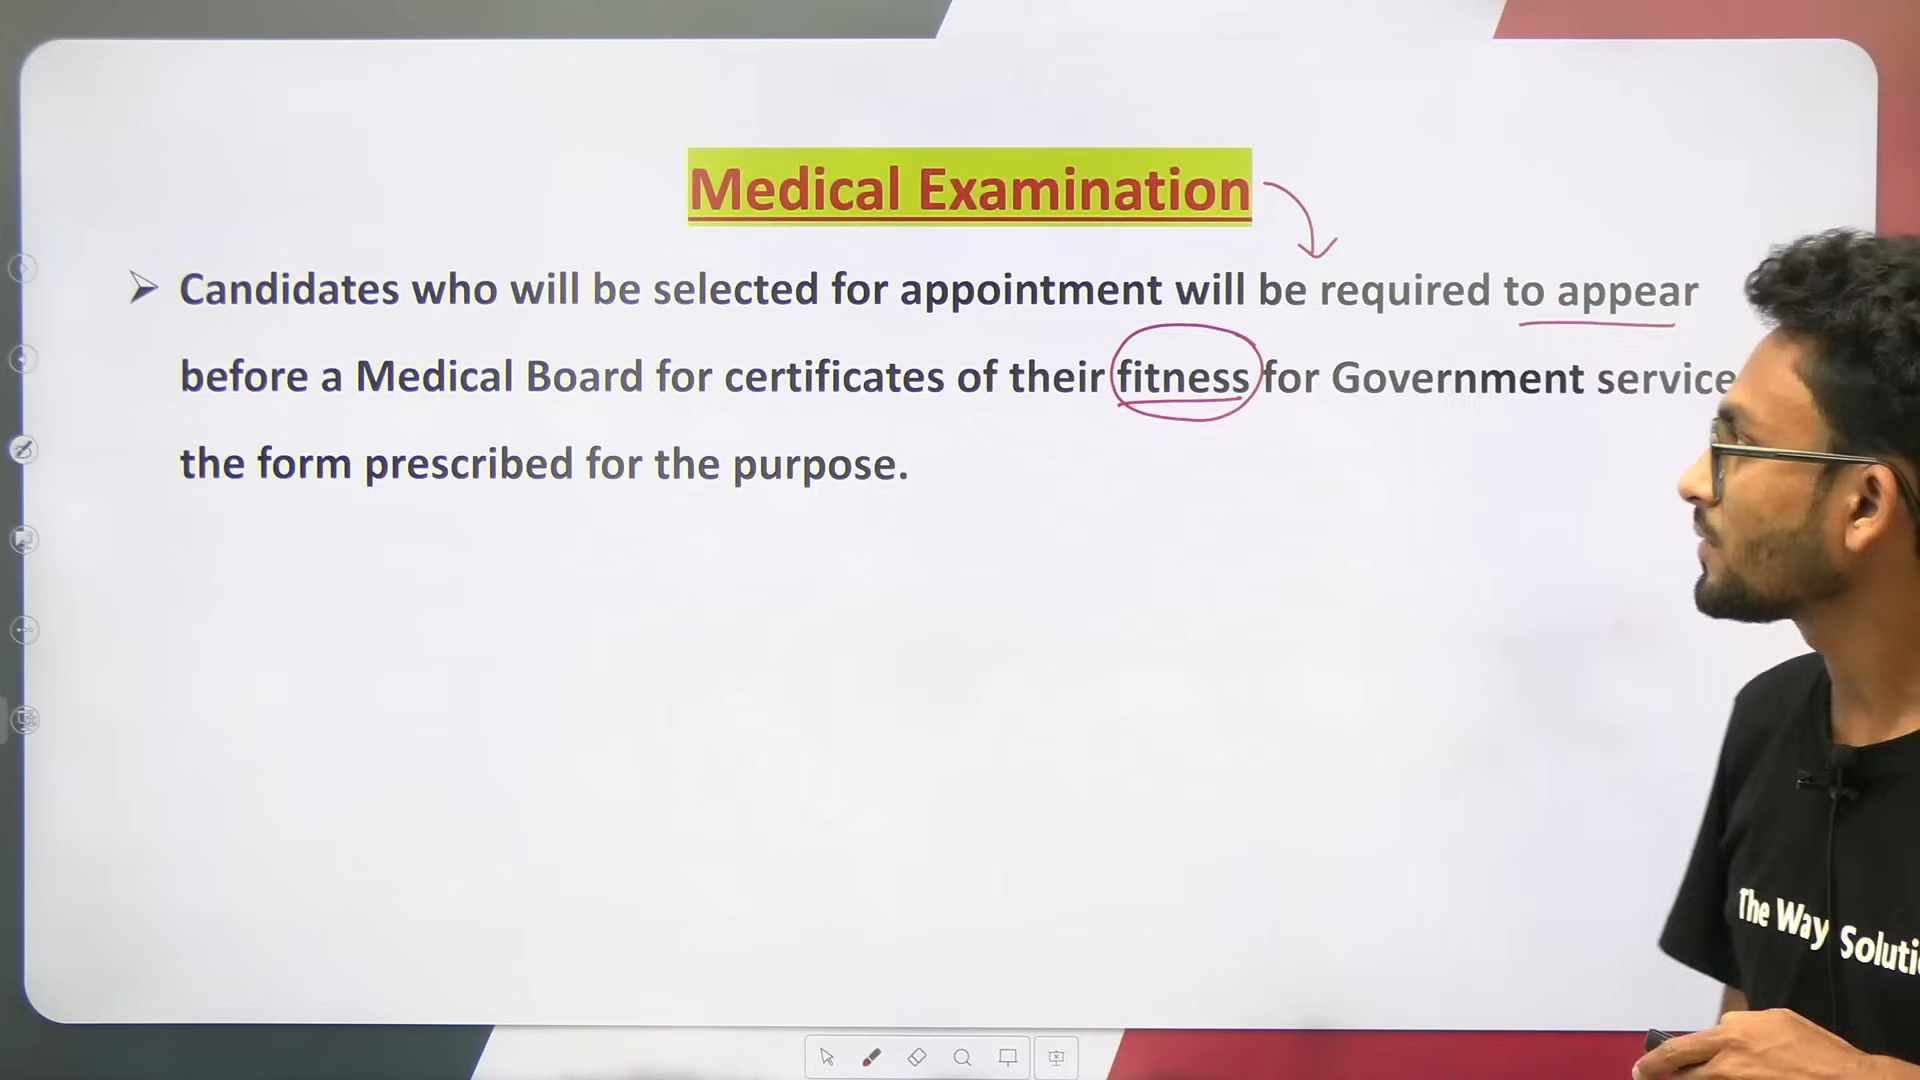 Medical Examination
Candidates who will be selected for appointment will be required to appear
before a Medical Board for certificates of their fitness for Government service
the form prescribed for the purpose.
The Way